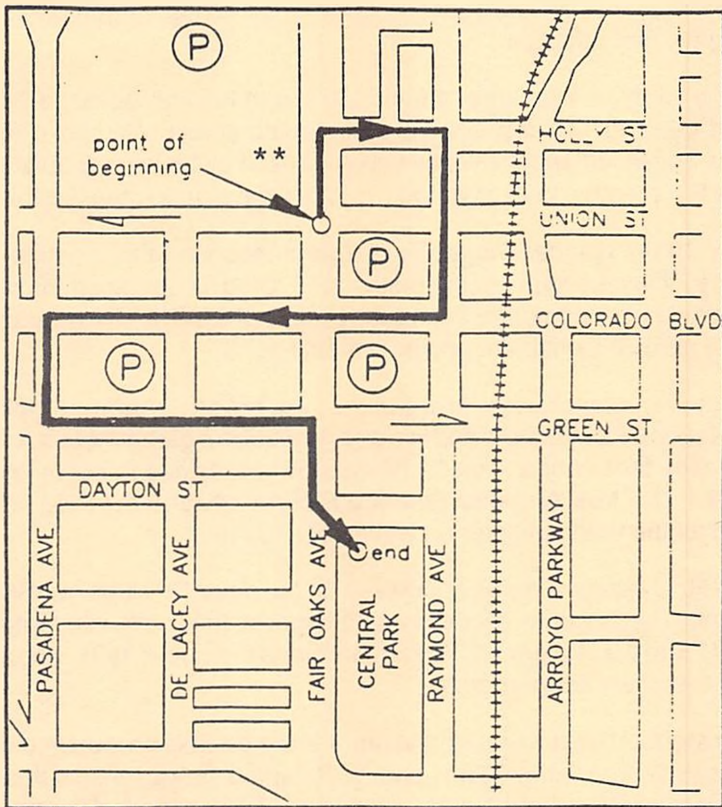 P
point of
beginning
**
HOLLY ST
UNION ST
P
COLORADO BLVD
P
P
GREEN ST
DAYTON ST
end
PASADENA AVE
DE LACEY AVE
FAIR OAKS AVE
CENTRAL
PARK
RAYMOND AVE
ARROYO PARKWAY